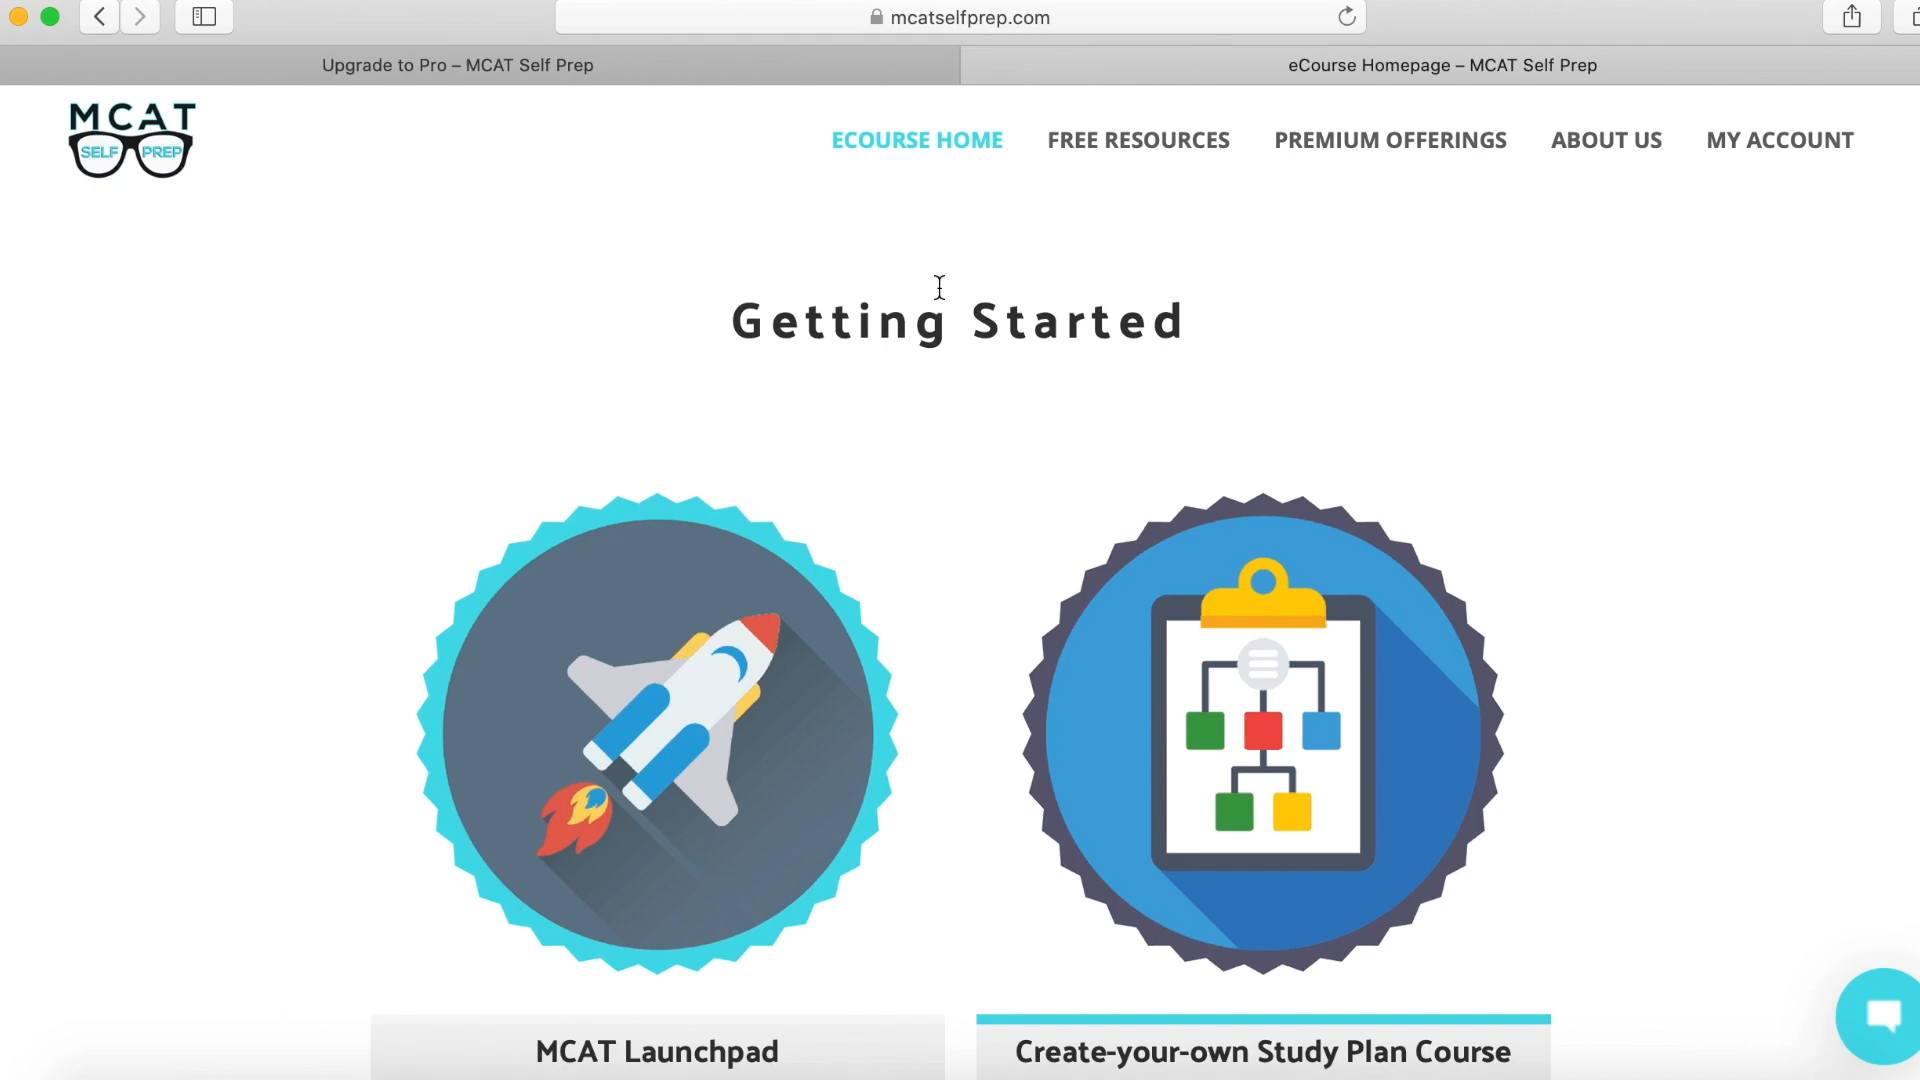 mcatselfprep.com
Upgrade to Pro – MCAT Self Prep
eCourse Homepage – MCAT Self Prep
MCAT
SELF PREP
ECOURSE HOME
FREE RESOURCES
PREMIUM OFFERINGS
ABOUT US
MY ACCOUNT
Getting Started
MCAT Launchpad
Create-your-own Study Plan Course